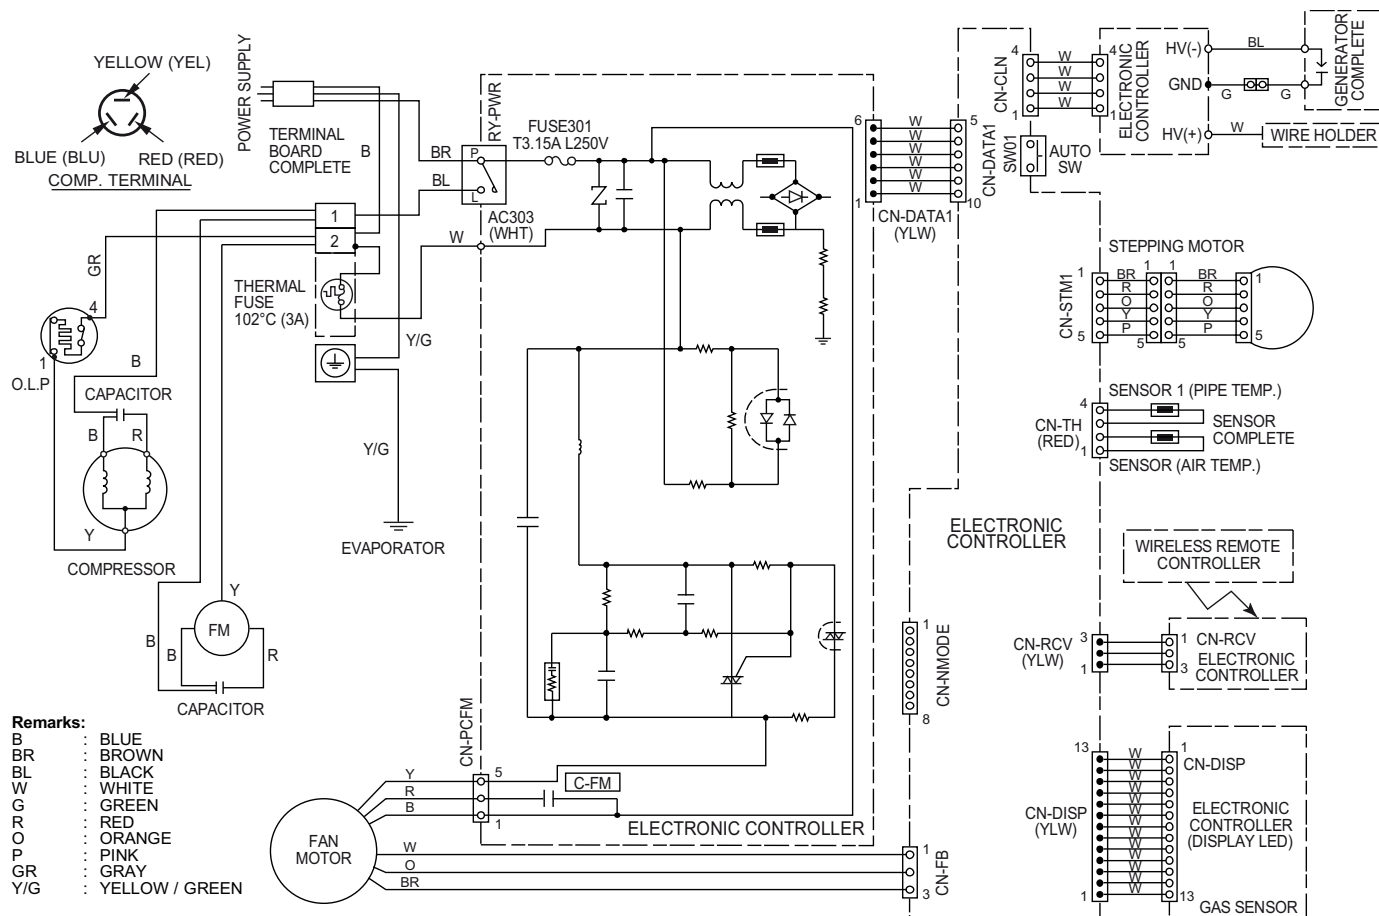 YELLOW (YEL)
BLUE (BLU)
RED (RED)
COMP. TERMINAL
POWER SUPPLY
TERMINAL
BOARD
COMPLETE
B
BR
BL
W
RY-PWR
P
L
FUSE301
T3.15A L250V
AC303
(WHT)
1
2
THERMAL
FUSE
102°C (3A)
Y/G
Y/G
EVAPORATOR
GR
4
1
O.L.P
B
CAPACITOR
B
R
Y
COMPRESSOR
Y
FM
B
B
R
CAPACITOR
Remarks:
B : BLUE
BR : BROWN
BL : BLACK
W : WHITE
G : GREEN
R : RED
O : ORANGE
P : PINK
GR : GRAY
Y/G : YELLOW / GREEN
CN-PCFM
5
1
Y
R
B
C-FM
ELECTRONIC CONTROLLER
FAN
MOTOR
W
O
BR
1
3
CN-FB
1
8
CN-NMODE
6
1
W
W
W
W
W
W
5
10
CN-DATA1
(YLW)
CN-DATA1
CN-CLN
4
1
W
W
W
W
4
1
ELECTRONIC
CONTROLLER
HV(-)
GND
HV(+)
BL
G
G
W
GENERATOR
COMPLETE
WIRE HOLDER
SW01
AUTO
SW
STEPPING MOTOR
CN-STM1
1
5
BR
R
O
Y
P
1
5
1
5
BR
R
O
Y
P
1
5
SENSOR 1 (PIPE TEMP.)
4
CN-TH
(RED)
1
SENSOR
COMPLETE
SENSOR (AIR TEMP.)
ELECTRONIC
CONTROLLER
WIRELESS REMOTE
CONTROLLER
CN-RCV
(YLW)
3
1
1
3
CN-RCV
ELECTRONIC
CONTROLLER
13
1
CN-DISP
(YLW)
W
W
W
W
W
W
W
W
W
W
W
W
W
1
13
CN-DISP
ELECTRONIC
CONTROLLER
(DISPLAY LED)
GAS SENSOR